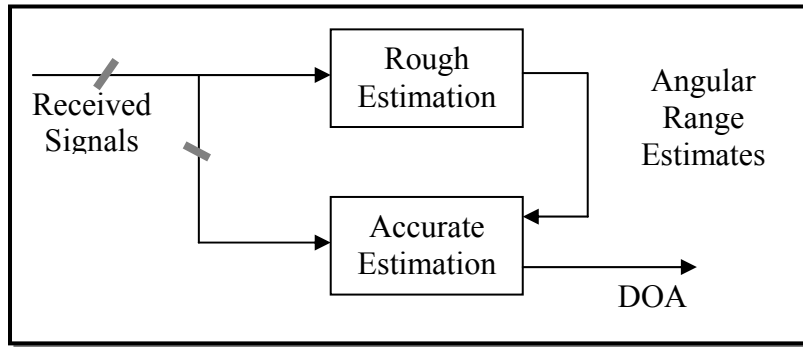 Rough
Estimation
Received
Signals
Angular
Range
Estimates
Accurate
Estimation
DOA